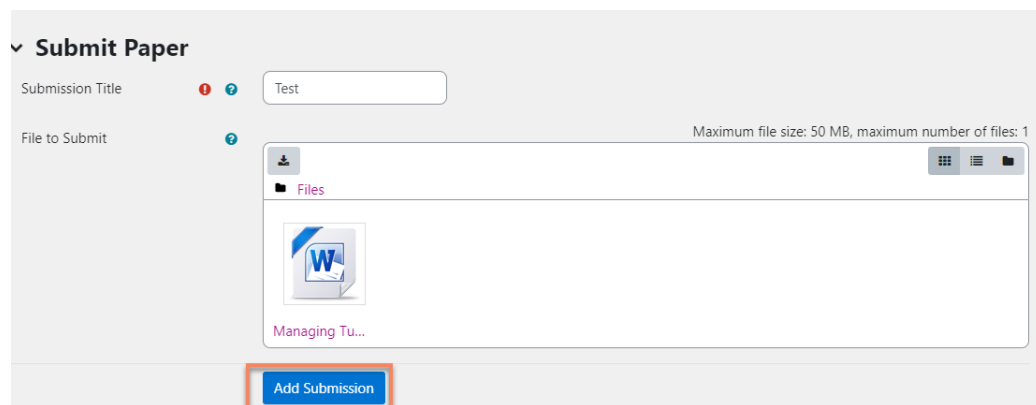 Submit Paper
Submission Title
Test
File to Submit
Maximum file size: 50 MB, maximum number of files: 1
Files
W
Managing Tu...
Add Submission